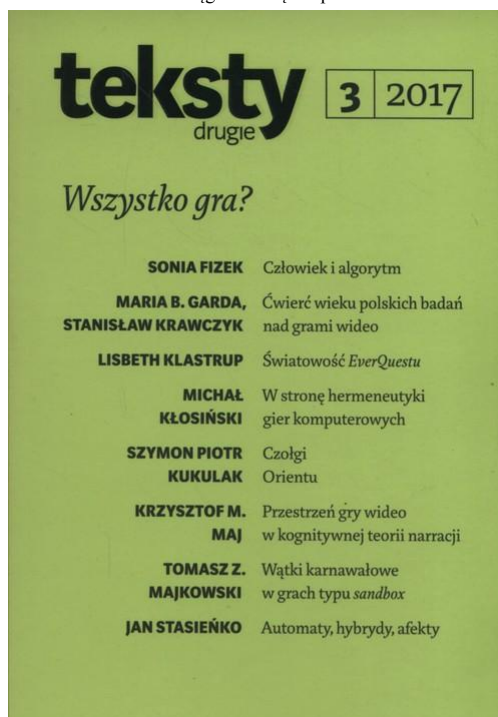 teksty
drugie
3 2017
Wszystko gra?
SONIA FIZEK Człowiek i algorytm
MARIA B. GARDA, Ćwierć wieku polskich badań
STANISŁAW KRAWCZYK nad grami wideo
LISBETH KLASTRUP Światowość EverQuestu
MICHAŁ W stronę hermeneutyki
KŁOSIŃSKI gier komputerowych
SZYMON PIOTR Czołgi
KUKULAK Orientu
KRZYSZTOF M. Przestrzeń gry wideo
MAJ w kognitywnej teorii narracji
TOMASZ Z. Wątki karnawałowe
MAJKOWSKI w grach typu sandbox
JAN STASIEŃKO Automaty, hybrydy, afekty